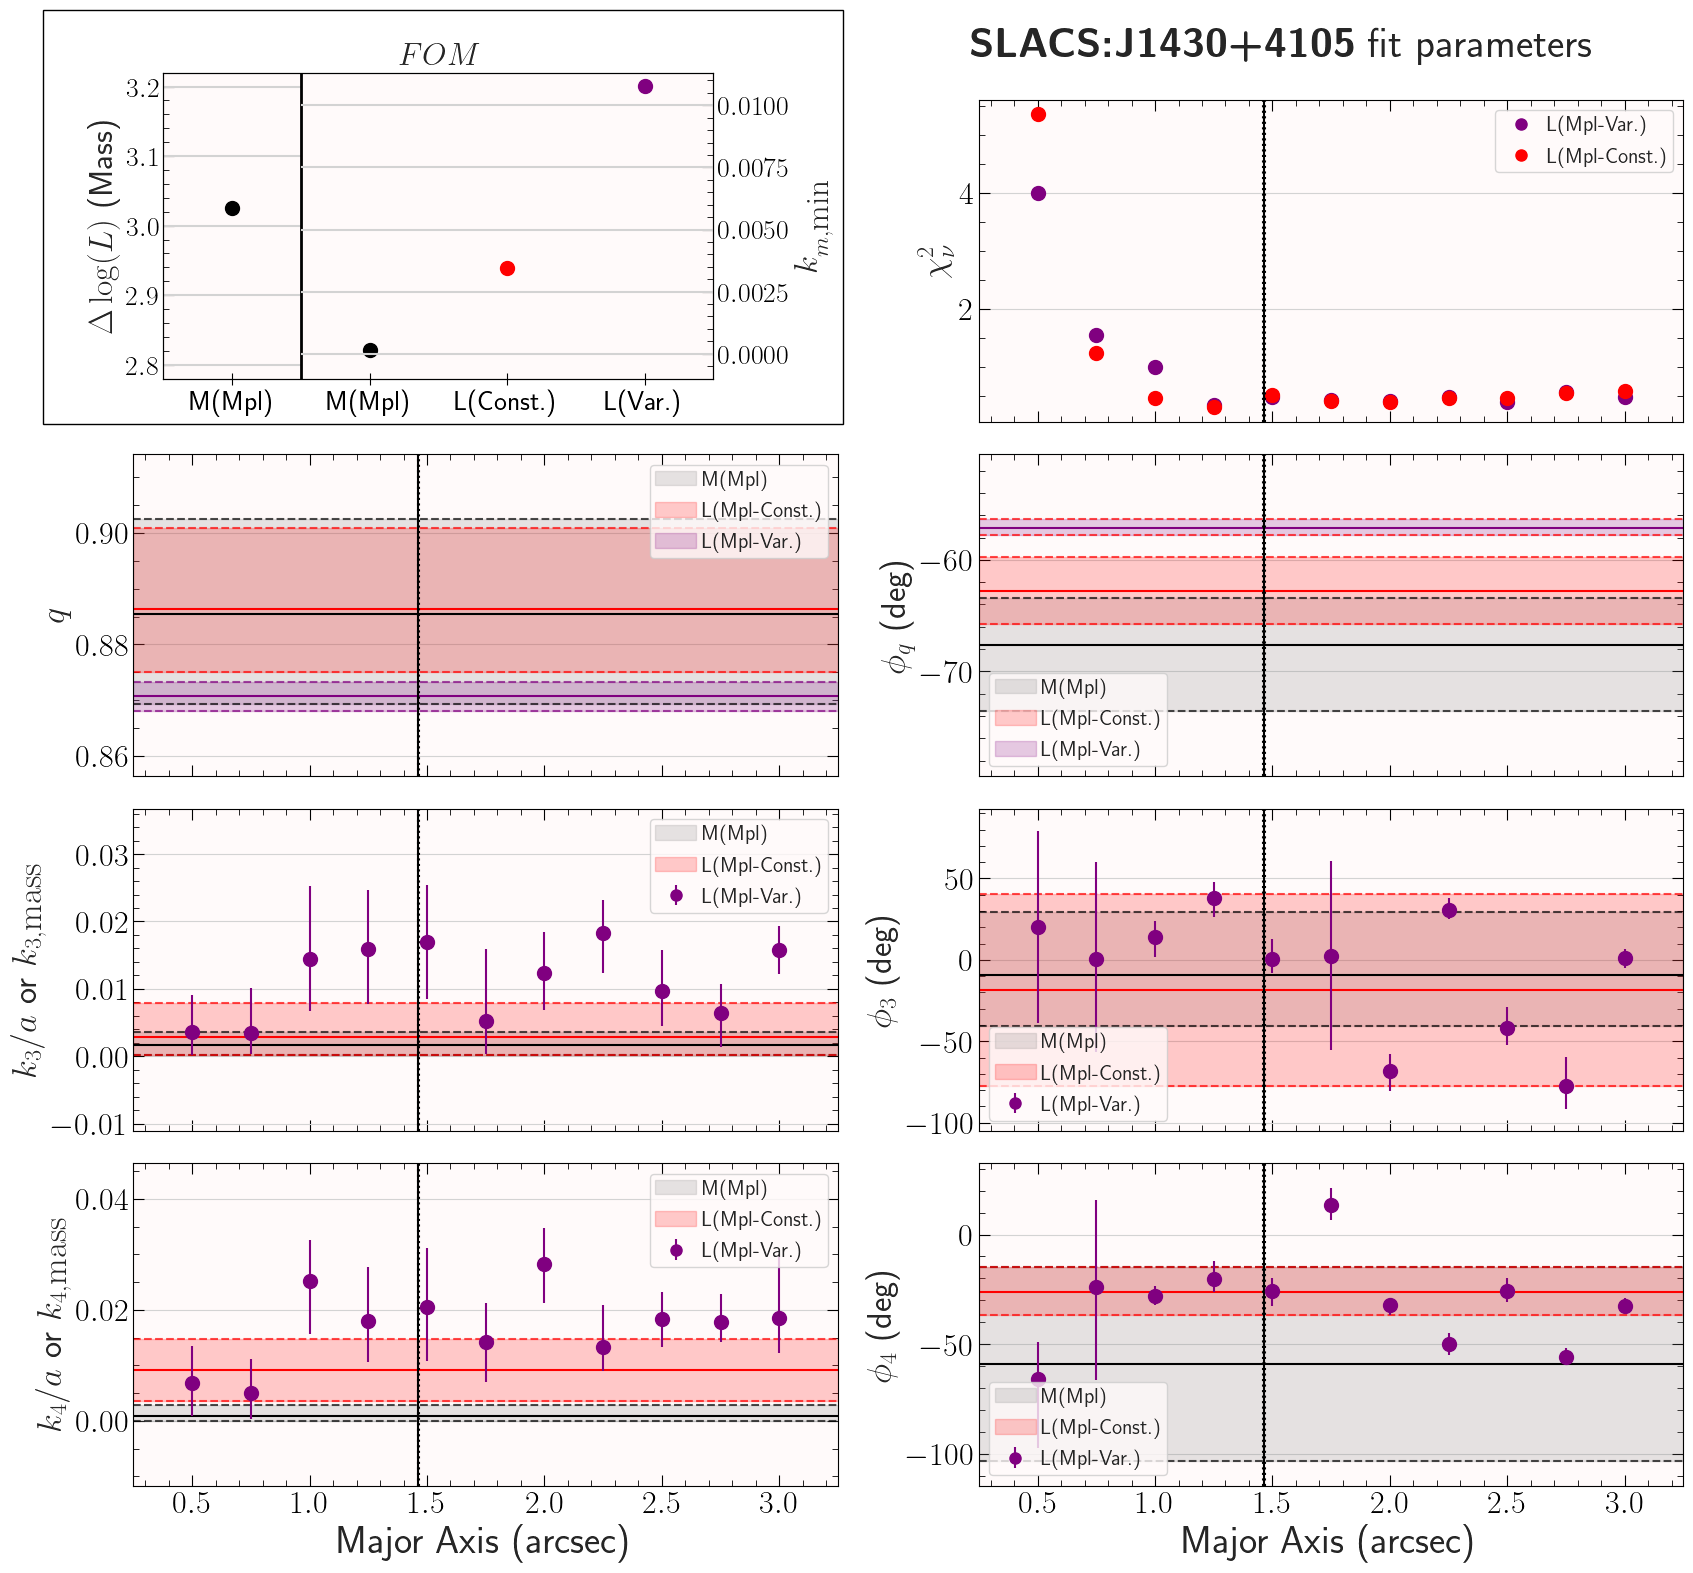 SLACS:J1430+4105 fit parameters
FOM
Δ log(L) (Mass)
3.2
3.1
3.0
2.9
2.8
0.0100
0.0075
0.0050
0.0025
0.0000
k_{m,min}
M(Mpl) M(Mpl) L(Const.) L(Var.)
χ²_ν
4
2
L(Mpl-Var.)
L(Mpl-Const.)
q
0.90
0.88
0.86
M(Mpl)
L(Mpl-Const.)
L(Mpl-Var.)
ϕ_q (deg)
−60
−70
M(Mpl)
L(Mpl-Const.)
L(Mpl-Var.)
k_3/a or k_{3,mass}
0.03
0.02
0.01
0.00
−0.01
M(Mpl)
L(Mpl-Const.)
L(Mpl-Var.)
ϕ_3 (deg)
50
0
−50
−100
M(Mpl)
L(Mpl-Const.)
L(Mpl-Var.)
k_4/a or k_{4,mass}
0.04
0.02
0.00
M(Mpl)
L(Mpl-Const.)
L(Mpl-Var.)
0.5 1.0 1.5 2.0 2.5 3.0
Major Axis (arcsec)
ϕ_4 (deg)
0
−50
−100
M(Mpl)
L(Mpl-Const.)
L(Mpl-Var.)
0.5 1.0 1.5 2.0 2.5 3.0
Major Axis (arcsec)